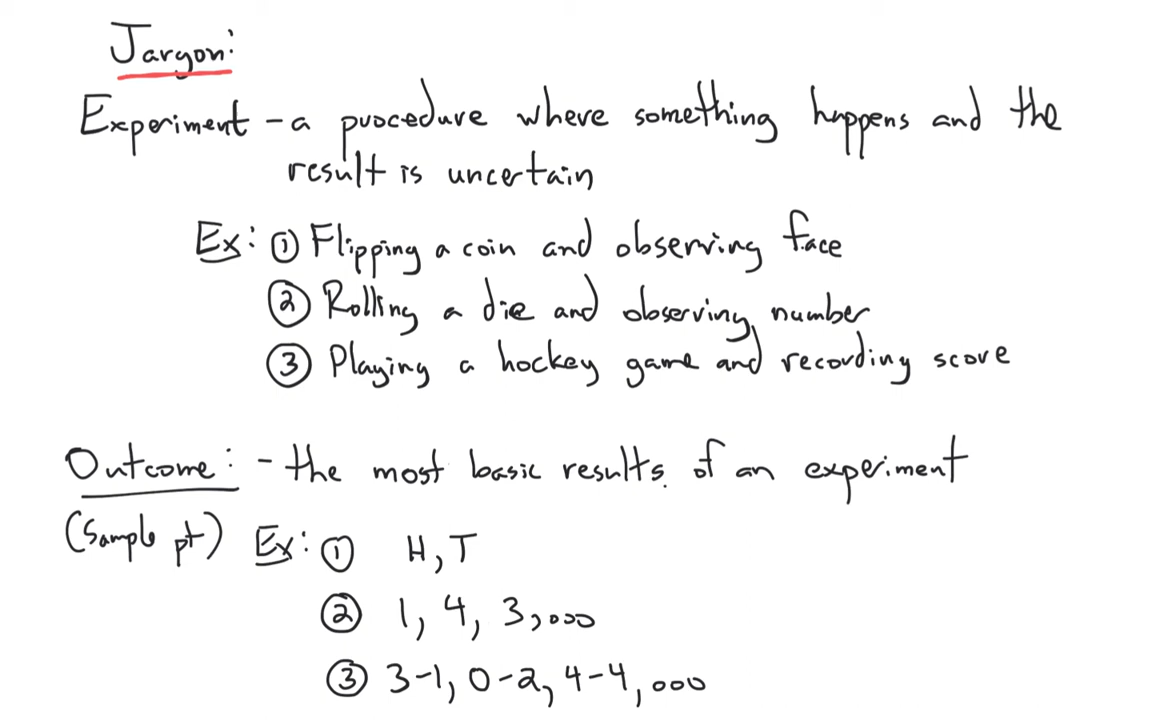 Jargon:
Experiment - a procedure where something happens and the
result is uncertain
Ex: ① Flipping a coin and observing face
② Rolling a die and observing number
③ Playing a hockey game and recording score
Outcome: - the most basic results of an experiment
(Sample pt) Ex: ① H, T
② 1, 4, 3, ...
③ 3-1, 0-2, 4-4, ...